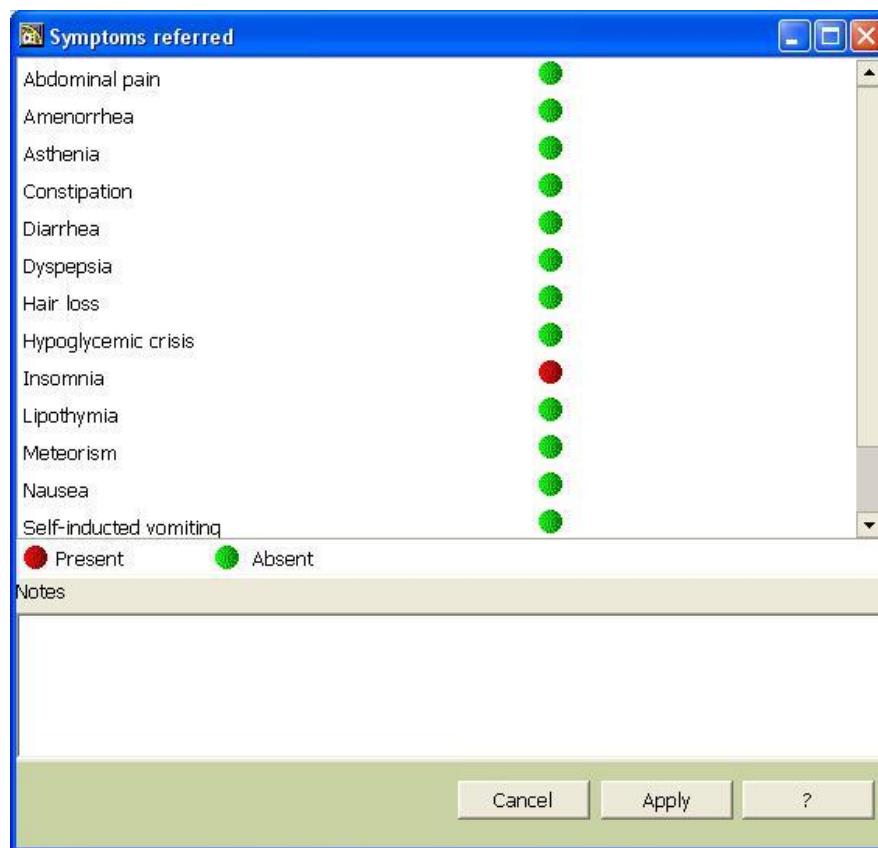 Symptoms referred
Abdominal pain
Amenorrhea
Asthenia
Constipation
Diarrhea
Dyspepsia
Hair loss
Hypoglycemic crisis
Insomnia
Lipothymia
Meteorism
Nausea
Self-inducted vomiting
Present Absent
Notes
Cancel Apply ?